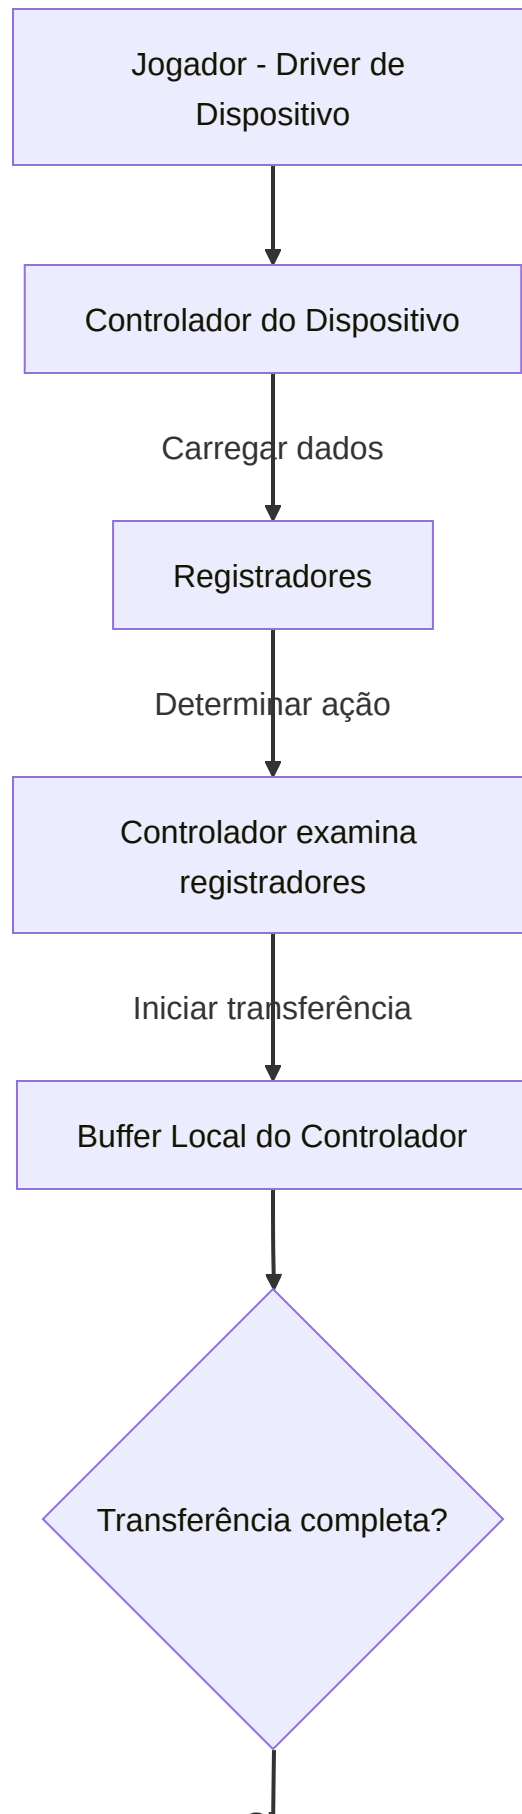 Jogador - Driver de
Dispositivo
Controlador do Dispositivo
Carregar dados
Registradores
Determinar ação
Controlador examina
registradores
Iniciar transferência
Buffer Local do Controlador
Transferência completa?